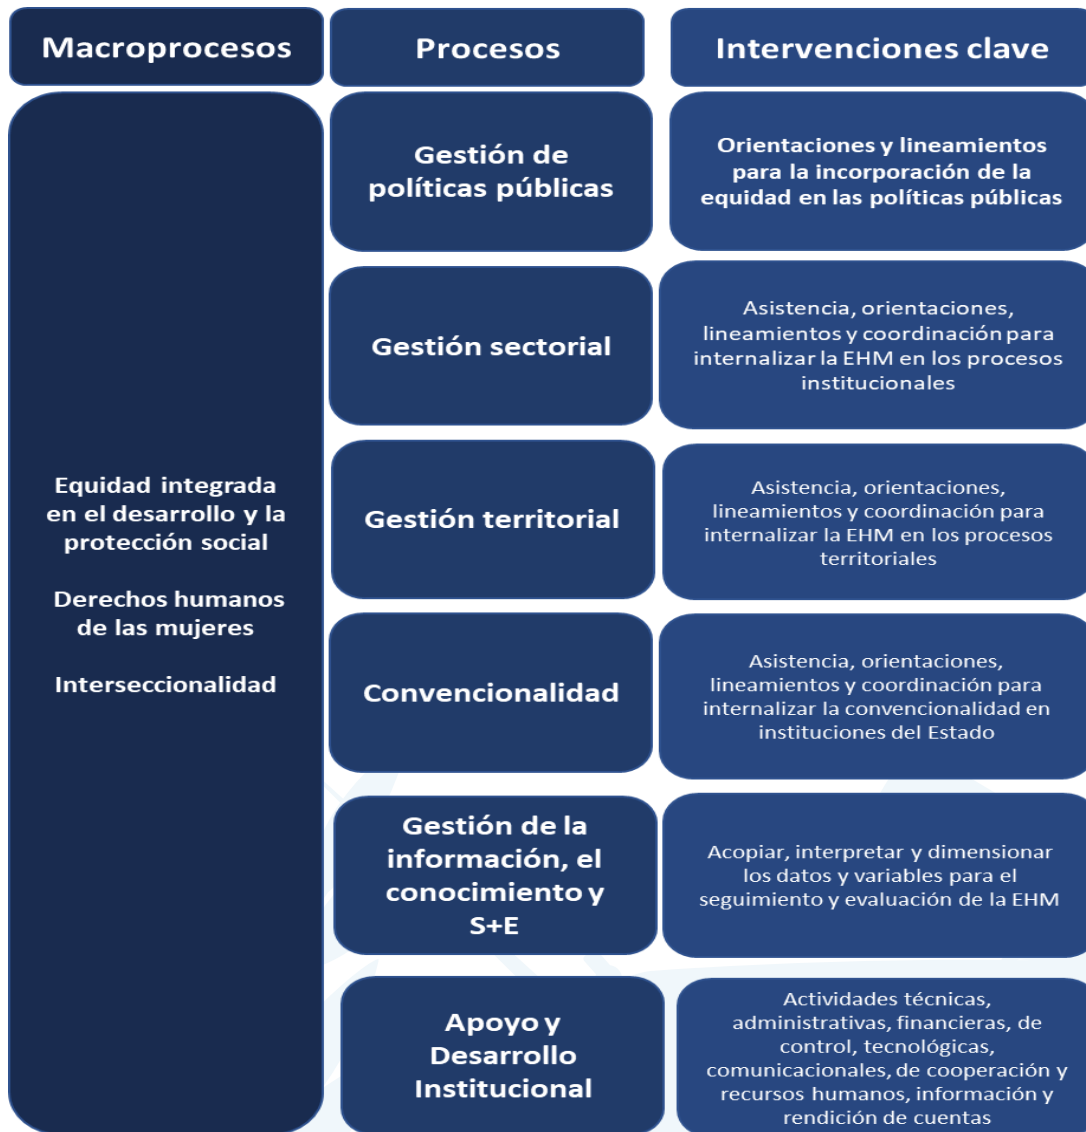 Macroprocesos
Procesos
Intervenciones clave
Equidad integrada
en el desarrollo y la
protección social
Derechos humanos
de las mujeres
Interseccionalidad
Gestión de
políticas públicas
Orientaciones y lineamientos
para la incorporación de la
equidad en las políticas públicas
Gestión sectorial
Asistencia, orientaciones,
lineamientos y coordinación para
internalizar la EHM en los procesos
institucionales
Gestión territorial
Asistencia, orientaciones,
lineamientos y coordinación para
internalizar la EHM en los procesos
territoriales
Convencionalidad
Asistencia, orientaciones,
lineamientos y coordinación para
internalizar la convencionalidad en
instituciones del Estado
Gestión de la
información, el
conocimiento y
S+E
Acopiar, interpretar y dimensionar
los datos y variables para el
seguimiento y evaluación de la EHM
Apoyo y
Desarrollo
Institucional
Actividades técnicas,
administrativas, financieras, de
control, tecnológicas,
comunicacionales, de cooperación y
recursos humanos, información y
rendición de cuentas